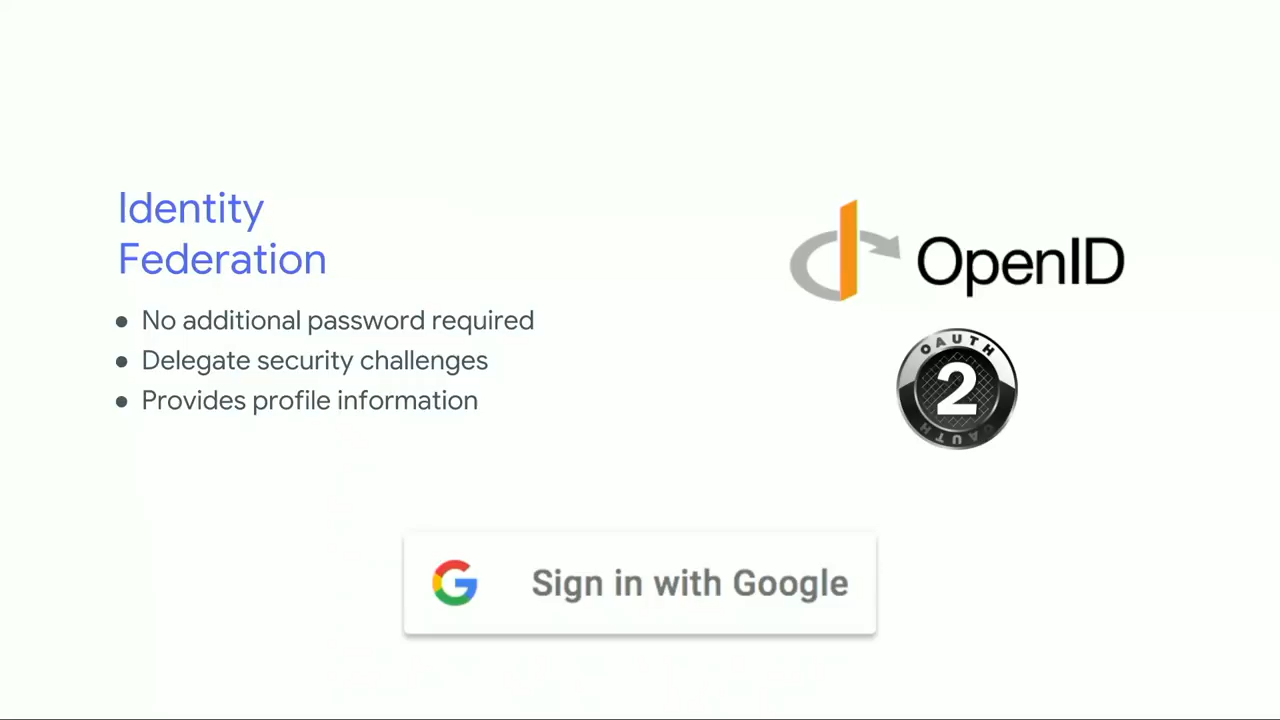 Identity
Federation
● No additional password required
● Delegate security challenges
● Provides profile information
OpenID
OAUTH
2
OAUTH
Sign in with Google